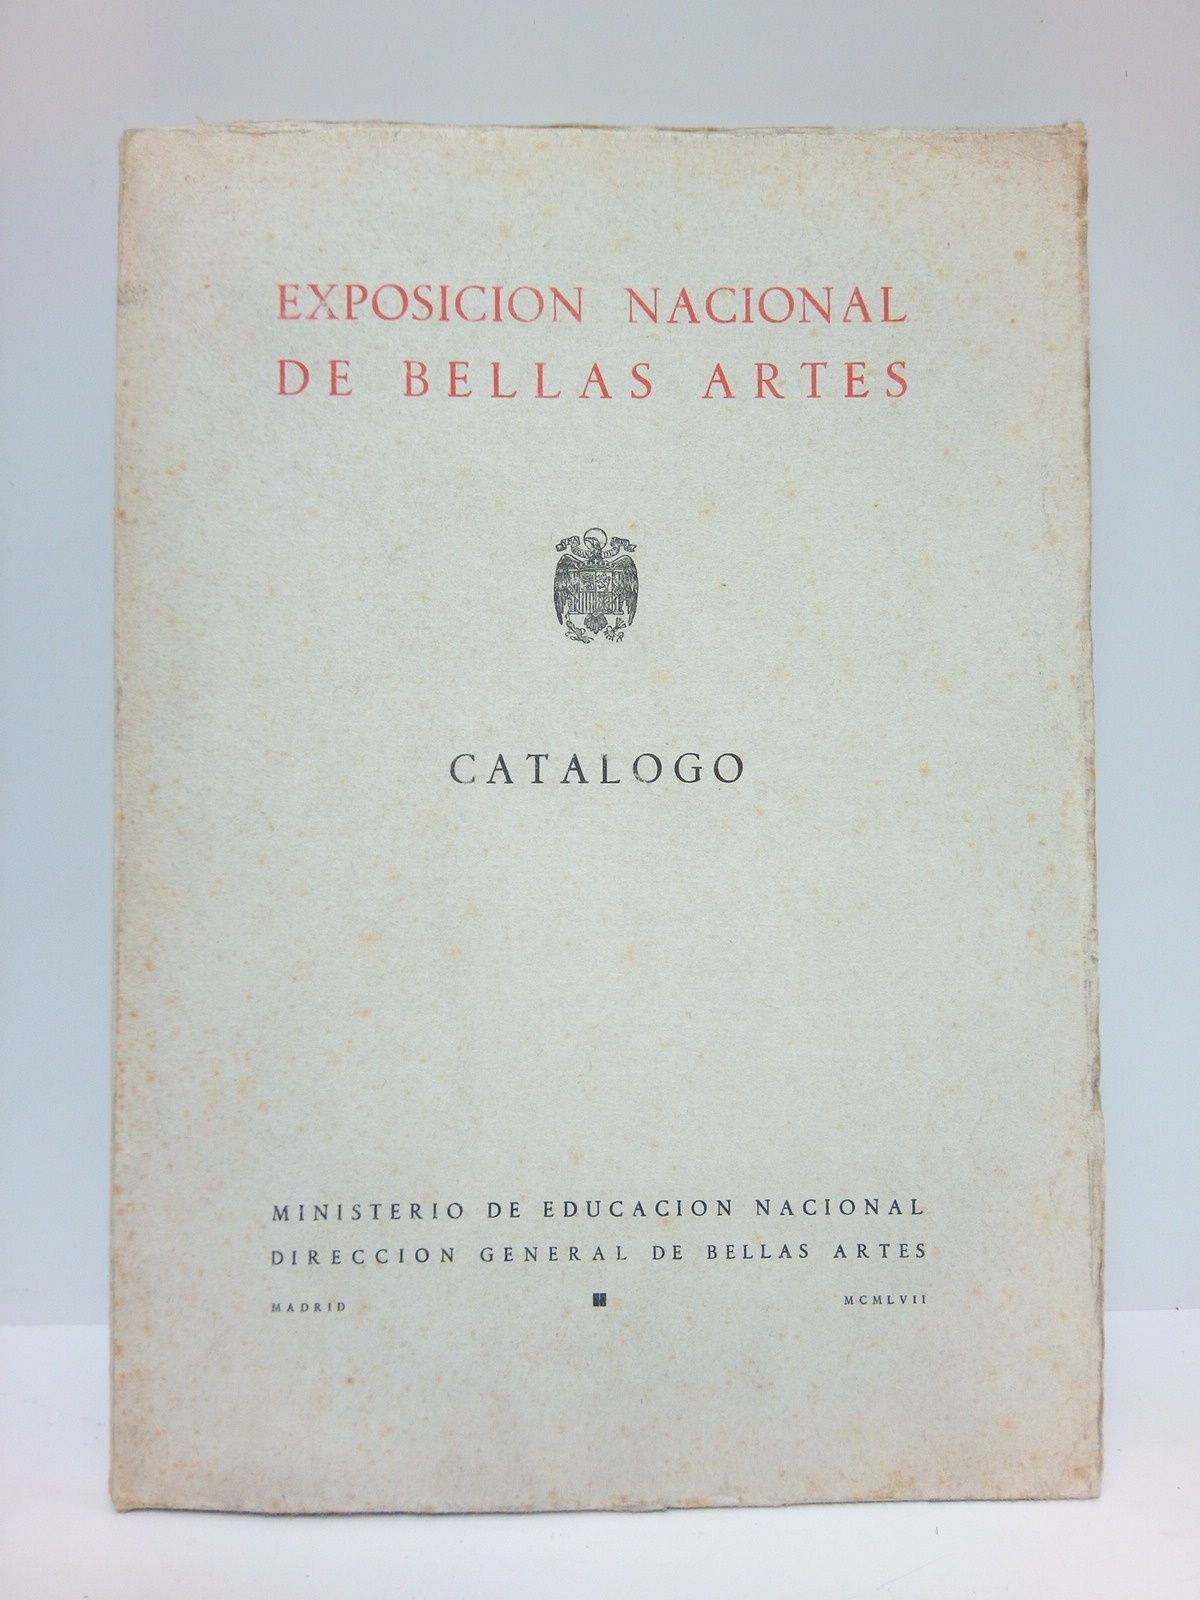 EXPOSICION NACIONAL
DE BELLAS ARTES
CATALOGO
MINISTERIO DE EDUCACION NACIONAL
DIRECCION GENERAL DE BELLAS ARTES
MADRID MCMLVII